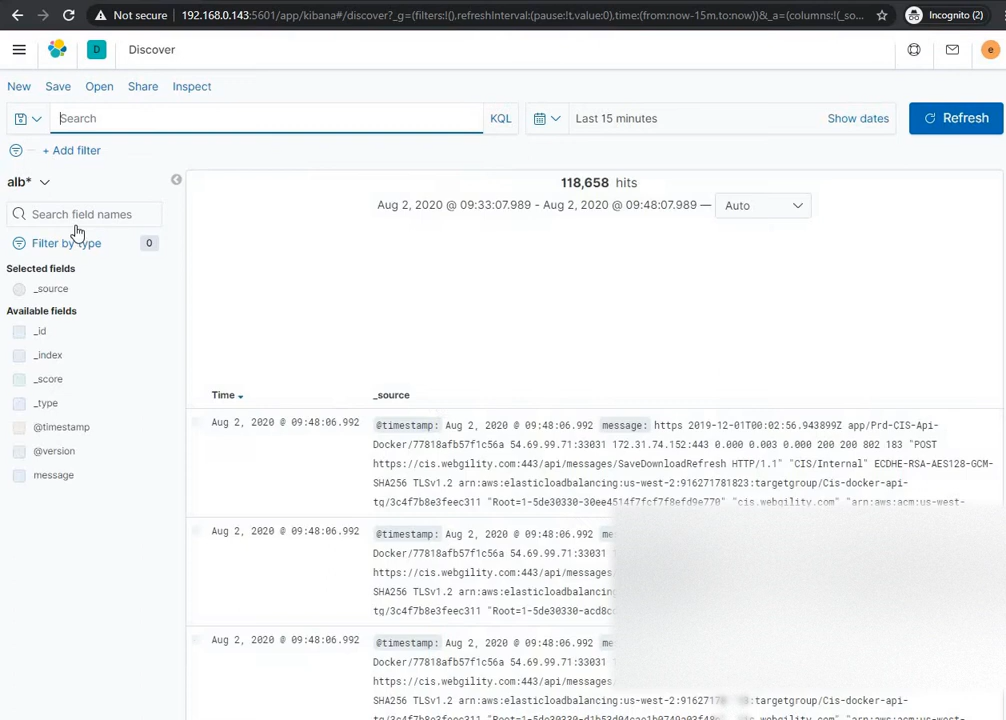 Not secure 192.168.0.143:5601/app/kibana#/discover?_g=(filters:!(),refreshInterval:(pause:!t,value:0),time:(from:now-15m,to:now))&_a=(columns:!(_so... Incognito (2)
D Discover e
New Save Open Share Inspect
Search KQL Last 15 minutes Show dates Refresh
+ Add filter
alb*
118,658 hits
Aug 2, 2020 @ 09:33:07.989 - Aug 2, 2020 @ 09:48:07.989 — Auto
Search field names
Filter by type 0
Selected fields
_source
Available fields
_id
_index
_score
_type
@timestamp
@version
message
Time _source
Aug 2, 2020 @ 09:48:06.992 @timestamp: Aug 2, 2020 @ 09:48:06.992 message: https 2019-12-01T00:02:56.943899Z app/Prd-CIS-Api-
Docker/77818afb57f1c56a 54.69.99.71:33031 172.31.74.152:443 0.000 0.003 0.000 200 200 802 183 "POST
https://cis.webgility.com:443/api/messages/SaveDownloadRefresh HTTP/1.1" "CIS/Internal" ECDHE-RSA-AES128-GCM-
SHA256 TLSv1.2 arn:aws:elasticloadbalancing:us-west-2:916271781823:targetgroup/Cis-docker-api-
tg/3c4f7b8e3feec311 "Root=1-5de30330-30ee4514f7fcf7f8efd9e770" "cis.webgility.com" "arn:aws:acm:us-west-
Aug 2, 2020 @ 09:48:06.992 @timestamp: Aug 2, 2020 @ 09:48:06.992 me
Docker/77818afb57f1c56a 54.69.99.71:33031 1
https://cis.webgility.com:443/api/messages
SHA256 TLSv1.2 arn:aws:elasticloadbalancing
tg/3c4f7b8e3feec311 "Root=1-5de30330-acd8c
Aug 2, 2020 @ 09:48:06.992 @timestamp: Aug 2, 2020 @ 09:48:06.992 me
Docker/77818afb57f1c56a 54.69.99.71:33031
https://cis.webgility.com:443/api/messages
SHA256 TLSv1.2 arn:aws:elasticloadbalancing:us-west-2:91627 :targetgroup/Cis-docker-api-